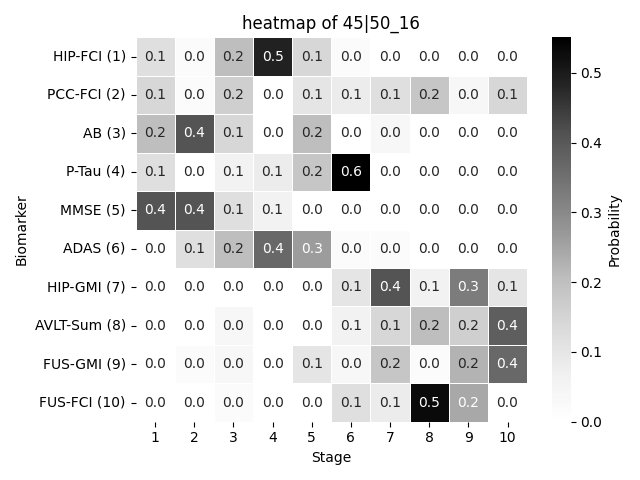 heatmap of 45|50_16
Biomarker
HIP-FCI (1) 0.1 0.0 0.2 0.5 0.1 0.0 0.0 0.0 0.0 0.0
PCC-FCI (2) 0.1 0.0 0.2 0.0 0.1 0.1 0.1 0.2 0.0 0.1
AB (3) 0.2 0.4 0.1 0.0 0.2 0.0 0.0 0.0 0.0 0.0
P-Tau (4) 0.1 0.0 0.1 0.1 0.2 0.6 0.0 0.0 0.0 0.0
MMSE (5) 0.4 0.4 0.1 0.1 0.0 0.0 0.0 0.0 0.0 0.0
ADAS (6) 0.0 0.1 0.2 0.4 0.3 0.0 0.0 0.0 0.0 0.0
HIP-GMI (7) 0.0 0.0 0.0 0.0 0.0 0.1 0.4 0.1 0.3 0.1
AVLT-Sum (8) 0.0 0.0 0.0 0.0 0.0 0.1 0.1 0.2 0.2 0.4
FUS-GMI (9) 0.0 0.0 0.0 0.0 0.1 0.0 0.2 0.0 0.2 0.4
FUS-FCI (10) 0.0 0.0 0.0 0.0 0.0 0.1 0.1 0.5 0.2 0.0
1 2 3 4 5 6 7 8 9 10
Stage
0.5
0.4
0.3
0.2
0.1
0.0
Probability